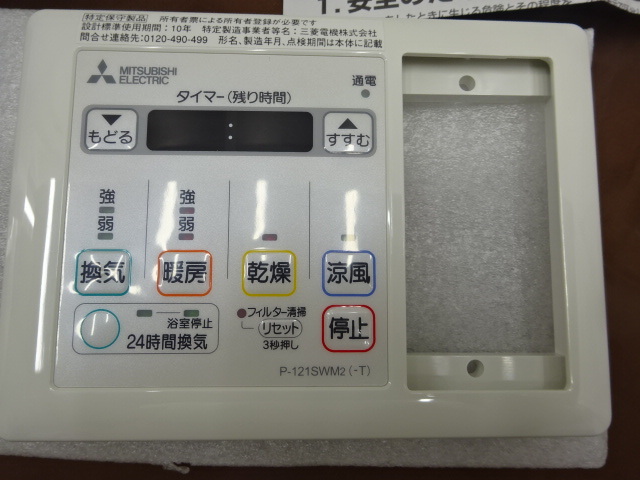 1.安全のた
特定保守製品 所有者票による所有者登録が必要です
設計標準使用期間:10年 特定製造事業者等名:三菱電機株式会社
問合せ連絡先:0120-490-499 形名、製造年月、点検期間は本体に記載
MITSUBISHI
ELECTRIC
通電
タイマー(残り時間)
▼
もどる
:
▲
すすむ
強
弱
強
弱
換気
暖房
乾燥
涼風
浴室停止
24時間換気
フィルター清掃
リセット
3秒押し
停止
P-121SWM2(-T)